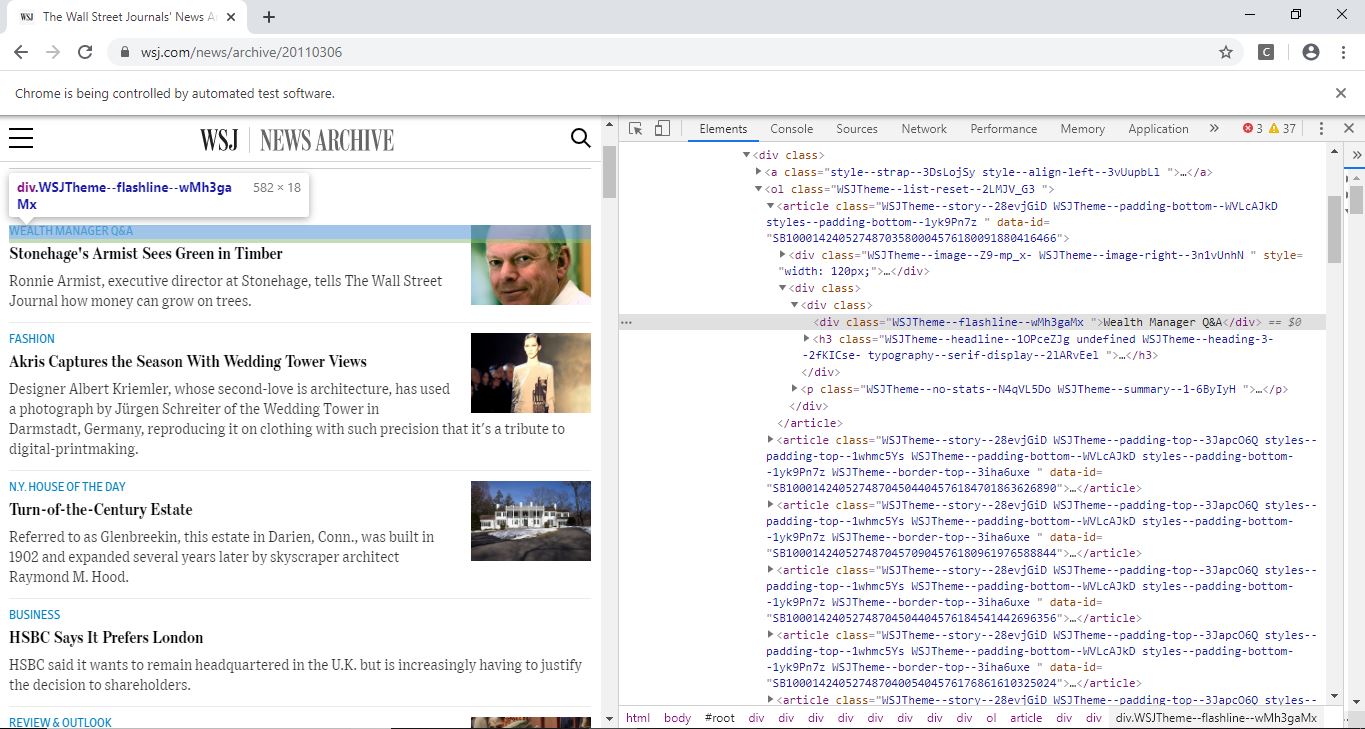 WSJ The Wall Street Journals' News A
wsj.com/news/archive/20110306 C
Chrome is being controlled by automated test software.
WSJ NEWS ARCHIVE
div.WSJTheme--flashline--wMh3ga 582 × 18
Mx
WEALTH MANAGER Q&A
Stonehage's Armist Sees Green in Timber
Ronnie Armist, executive director at Stonehage, tells The Wall Street
Journal how money can grow on trees.
FASHION
Akris Captures the Season With Wedding Tower Views
Designer Albert Kriemler, whose second-love is architecture, has used
a photograph by Jürgen Schreiter of the Wedding Tower in
Darmstadt, Germany, reproducing it on clothing with such precision that it's a tribute to
digital-printmaking.
N.Y. HOUSE OF THE DAY
Turn-of-the-Century Estate
Referred to as Glenbreekin, this estate in Darien, Conn., was built in
1902 and expanded several years later by skyscraper architect
Raymond M. Hood.
BUSINESS
HSBC Says It Prefers London
HSBC said it wants to remain headquartered in the U.K. but is increasingly having to justify
the decision to shareholders.
REVIEW & OUTLOOK
Elements Console Sources Network Performance Memory Application » 3 37
<div class>
<a class="style--strap--3DsLojSy style--align-left--3vUupbLl ">…</a>
<ol class="WSJTheme--list-reset--2LMJV_G3 ">
<article class="WSJTheme--story--28evjGiD WSJTheme--padding-bottom--WVLcAJkD
styles--padding-bottom--1yk9Pn7z " data-id=
"SB10001424052748703580004576180091880416466">
<div class="WSJTheme--image--Z9-mp_x- WSJTheme--image-right--3n1vUnhN " style=
"width: 120px;">…</div>
<div class>
<div class>
<div class="WSJTheme--flashline--wMh3gaMx ">Wealth Manager Q&A</div> == $0
<h3 class="WSJTheme--headline--1OPceZJg undefined WSJTheme--heading-3-
-2fKICse- typography--serif-display--2lARvEel ">…</h3>
</div>
<p class="WSJTheme--no-stats--N4qVL5Do WSJTheme--summary--1-6ByIyH ">…</p>
</div>
</article>
<article class="WSJTheme--story--28evjGiD WSJTheme--padding-top--3JapcO6Q styles--
padding-top--1whmc5Ys WSJTheme--padding-bottom--WVLcAJkD styles--padding-bottom-
-1yk9Pn7z WSJTheme--border-top--3iha6uxe " data-id=
"SB10001424052748704504404576184701863626890">…</article>
<article class="WSJTheme--story--28evjGiD WSJTheme--padding-top--3JapcO6Q styles--
padding-top--1whmc5Ys WSJTheme--padding-bottom--WVLcAJkD styles--padding-bottom-
-1yk9Pn7z WSJTheme--border-top--3iha6uxe " data-id=
"SB10001424052748704570904576180961976588844">…</article>
<article class="WSJTheme--story--28evjGiD WSJTheme--padding-top--3JapcO6Q styles--
padding-top--1whmc5Ys WSJTheme--padding-bottom--WVLcAJkD styles--padding-bottom-
-1yk9Pn7z WSJTheme--border-top--3iha6uxe " data-id=
"SB10001424052748704504404576184541442696356">…</article>
<article class="WSJTheme--story--28evjGiD WSJTheme--padding-top--3JapcO6Q styles--
padding-top--1whmc5Ys WSJTheme--padding-bottom--WVLcAJkD styles--padding-bottom-
-1yk9Pn7z WSJTheme--border-top--3iha6uxe " data-id=
"SB10001424052748704005404576176861610325024">…</article>
<article class="WSJTheme--story--28evjGiD WSJTheme--padding-top--3JapcO6Q styles--
html body #root div div div div div div div div ol article div div div.WSJTheme--flashline--wMh3gaMx